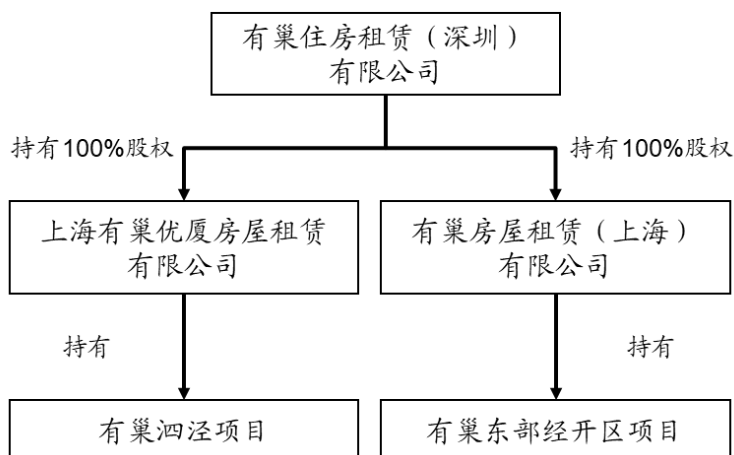 有巢住房租赁（深圳）
有限公司
持有100%股权
持有100%股权
上海有巢优厦房屋租赁
有限公司
有巢房屋租赁（上海）
有限公司
持有
持有
有巢泗泾项目
有巢东部经开区项目